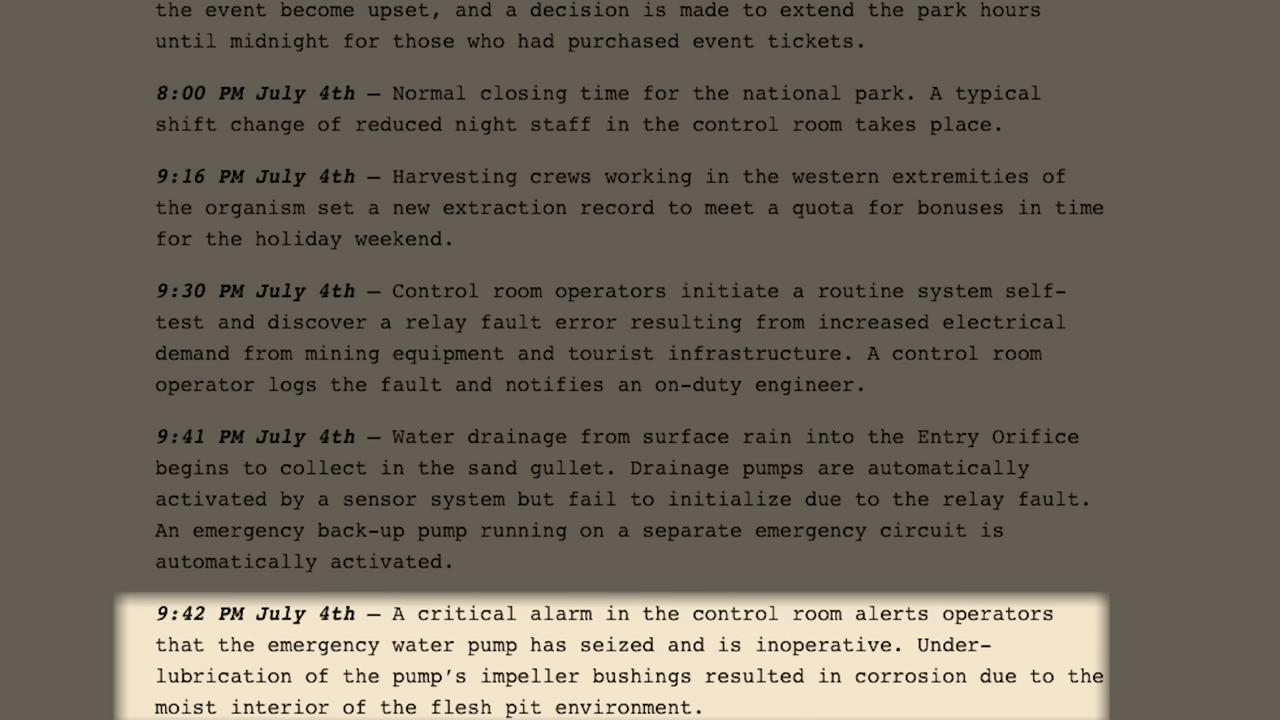 the event become upset, and a decision is made to extend the park hours
until midnight for those who had purchased event tickets.
8:00 PM July 4th – Normal closing time for the national park. A typical
shift change of reduced night staff in the control room takes place.
9:16 PM July 4th – Harvesting crews working in the western extremities of
the organism set a new extraction record to meet a quota for bonuses in time
for the holiday weekend.
9:30 PM July 4th – Control room operators initiate a routine system self-
test and discover a relay fault error resulting from increased electrical
demand from mining equipment and tourist infrastructure. A control room
operator logs the fault and notifies an on-duty engineer.
9:41 PM July 4th – Water drainage from surface rain into the Entry Orifice
begins to collect in the sand gullet. Drainage pumps are automatically
activated by a sensor system but fail to initialize due to the relay fault.
An emergency back-up pump running on a separate emergency circuit is
automatically activated.
9:42 PM July 4th – A critical alarm in the control room alerts operators
that the emergency water pump has seized and is inoperative. Under-
lubrication of the pump’s impeller bushings resulted in corrosion due to the
moist interior of the flesh pit environment.